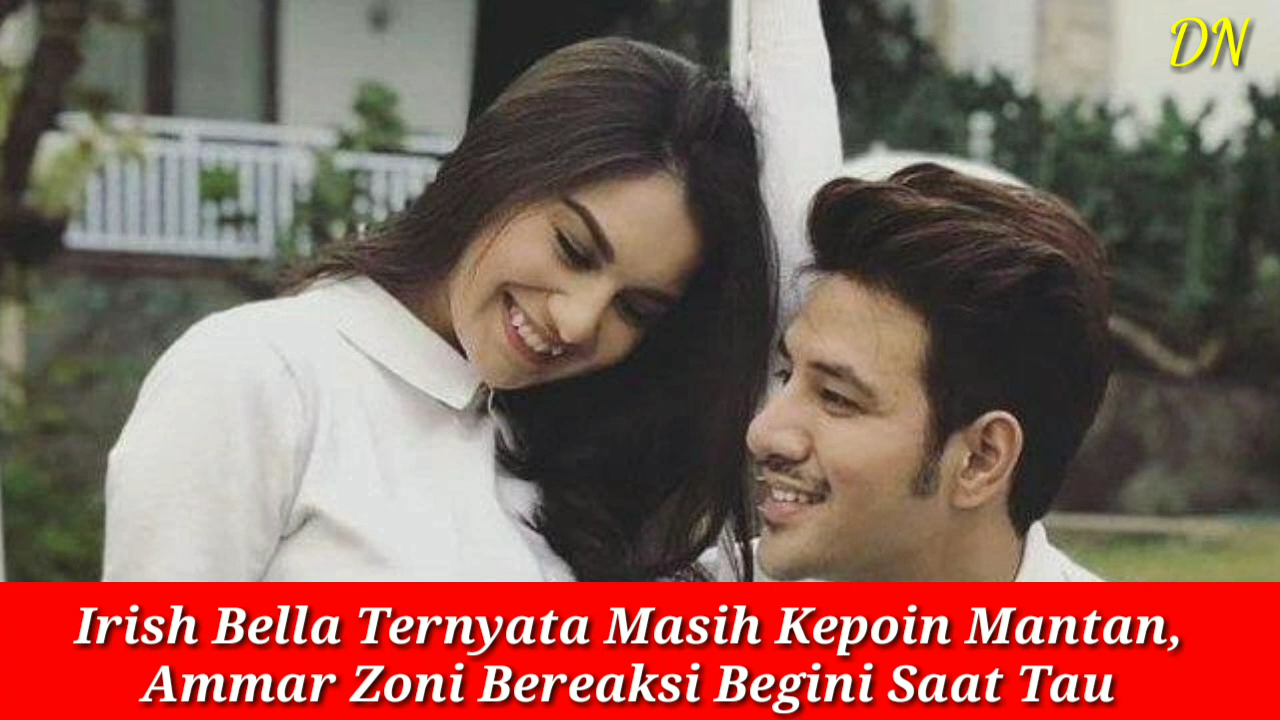 DN
Irish Bella Ternyata Masih Kepoin Mantan,
Ammar Zoni Bereaksi Begini Saat Tau